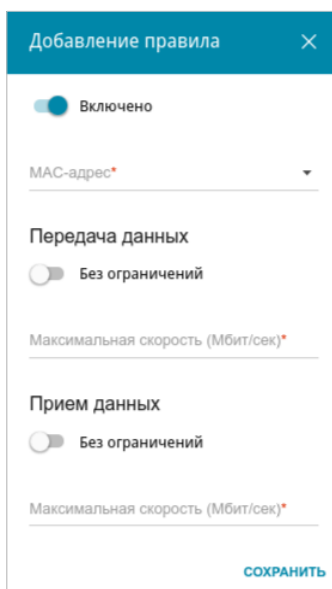 Добавление правила
Включено
MAC-адрес*
Передача данных
Без ограничений
Максимальная скорость (Мбит/сек)*
Прием данных
Без ограничений
Максимальная скорость (Мбит/сек)*
СОХРАНИТЬ